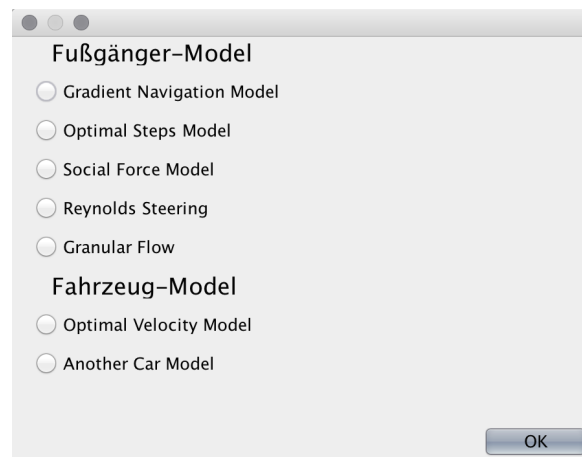 Fußgänger-Model
Gradient Navigation Model
Optimal Steps Model
Social Force Model
Reynolds Steering
Granular Flow
Fahrzeug-Model
Optimal Velocity Model
Another Car Model
OK